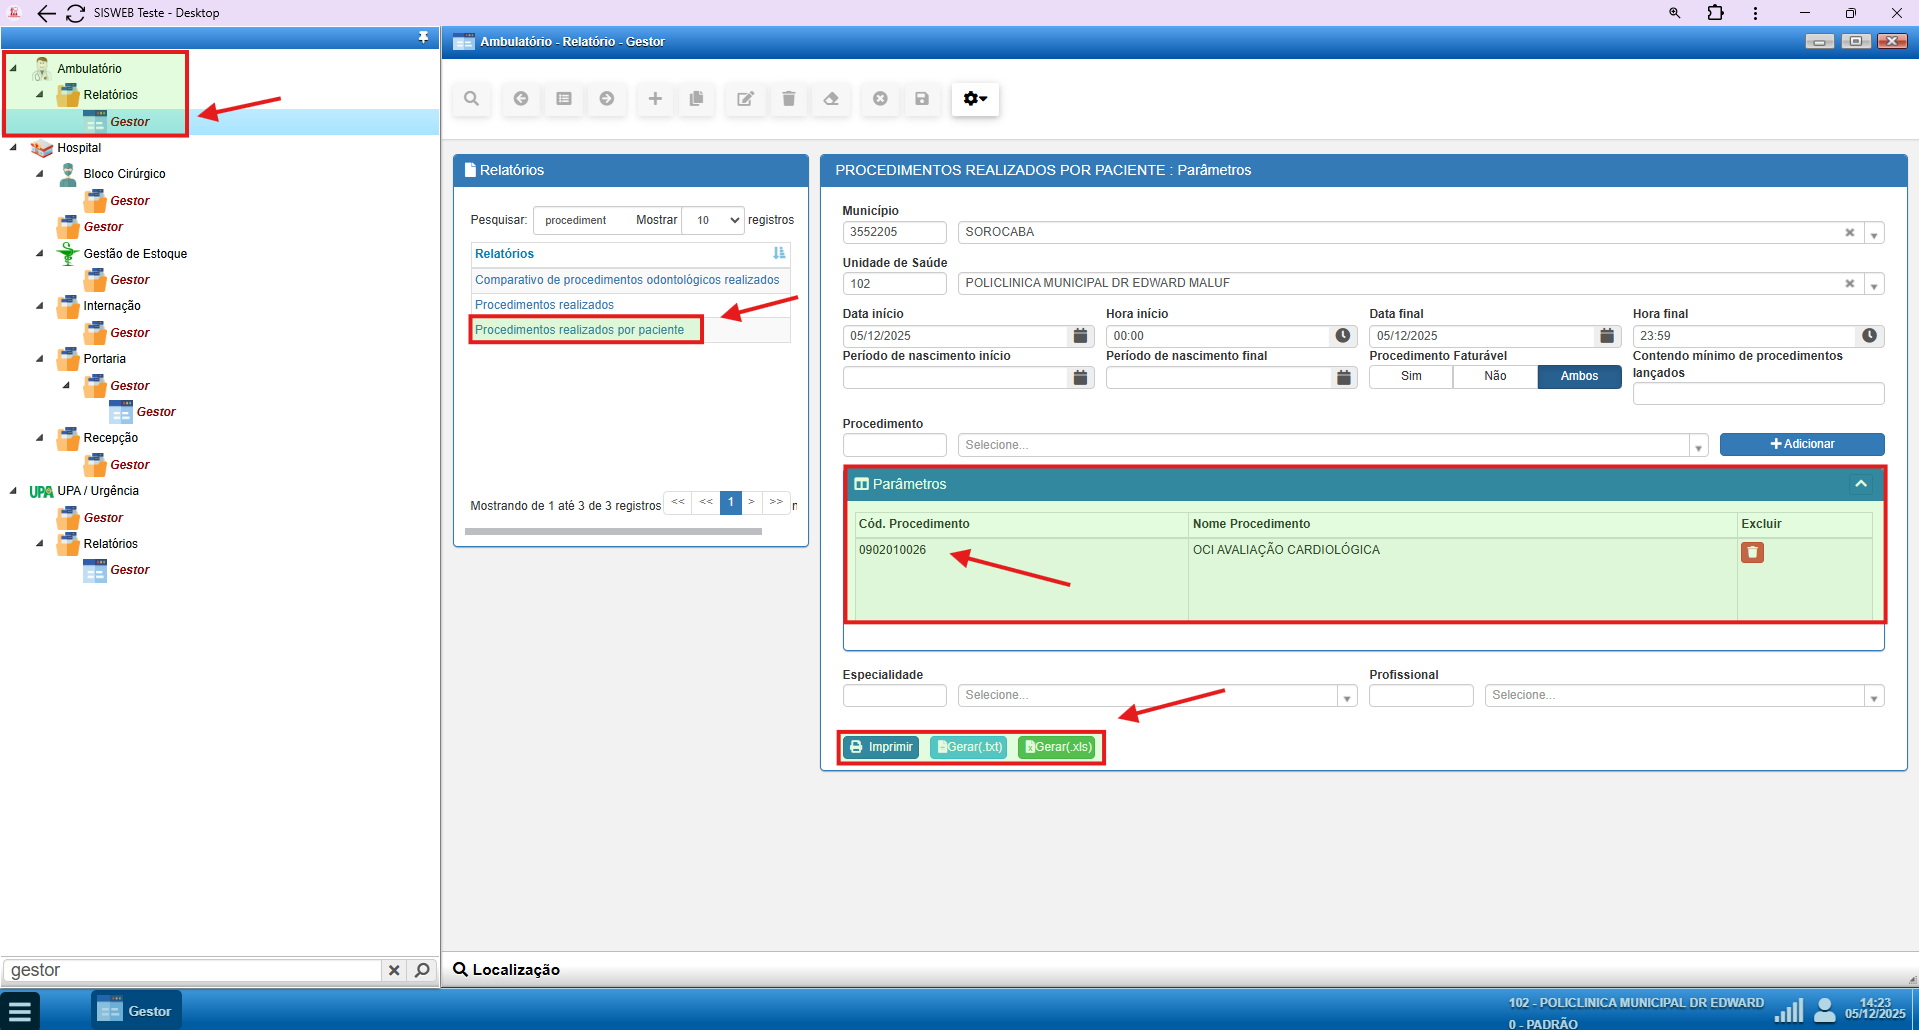 SISWEB Teste - Desktop
Ambulatório
Relatórios
Gestor
Hospital
Bloco Cirúrgico
Gestor
Gestor
Gestão de Estoque
Gestor
Internação
Gestor
Portaria
Gestor
Gestor
Recepção
Gestor
UPA UPA / Urgência
Gestor
Relatórios
Gestor
gestor
Ambulatório - Relatório - Gestor
Relatórios
Pesquisar: procediment Mostrar 10 registros
Relatórios
Comparativo de procedimentos odontológicos realizados
Procedimentos realizados
Procedimentos realizados por paciente
Mostrando de 1 até 3 de 3 registros << << 1 > >>
PROCEDIMENTOS REALIZADOS POR PACIENTE : Parâmetros
Município
3552205 SOROCABA
Unidade de Saúde
102 POLICLINICA MUNICIPAL DR EDWARD MALUF
Data início Hora início Data final Hora final
05/12/2025 00:00 05/12/2025 23:59
Período de nascimento início Período de nascimento final Procedimento Faturável Contendo mínimo de procedimentos
lançados
Sim Não Ambos
Procedimento
Selecione... Adicionar
Parâmetros
Cód. Procedimento Nome Procedimento Excluir
0902010026 OCI AVALIAÇÃO CARDIOLÓGICA
Especialidade Profissional
Selecione... Selecione...
Imprimir Gerar(.txt) Gerar(.xls)
Localização
Gestor
102 - POLICLINICA MUNICIPAL DR EDWARD
0 - PADRÃO
14:23
05/12/2025